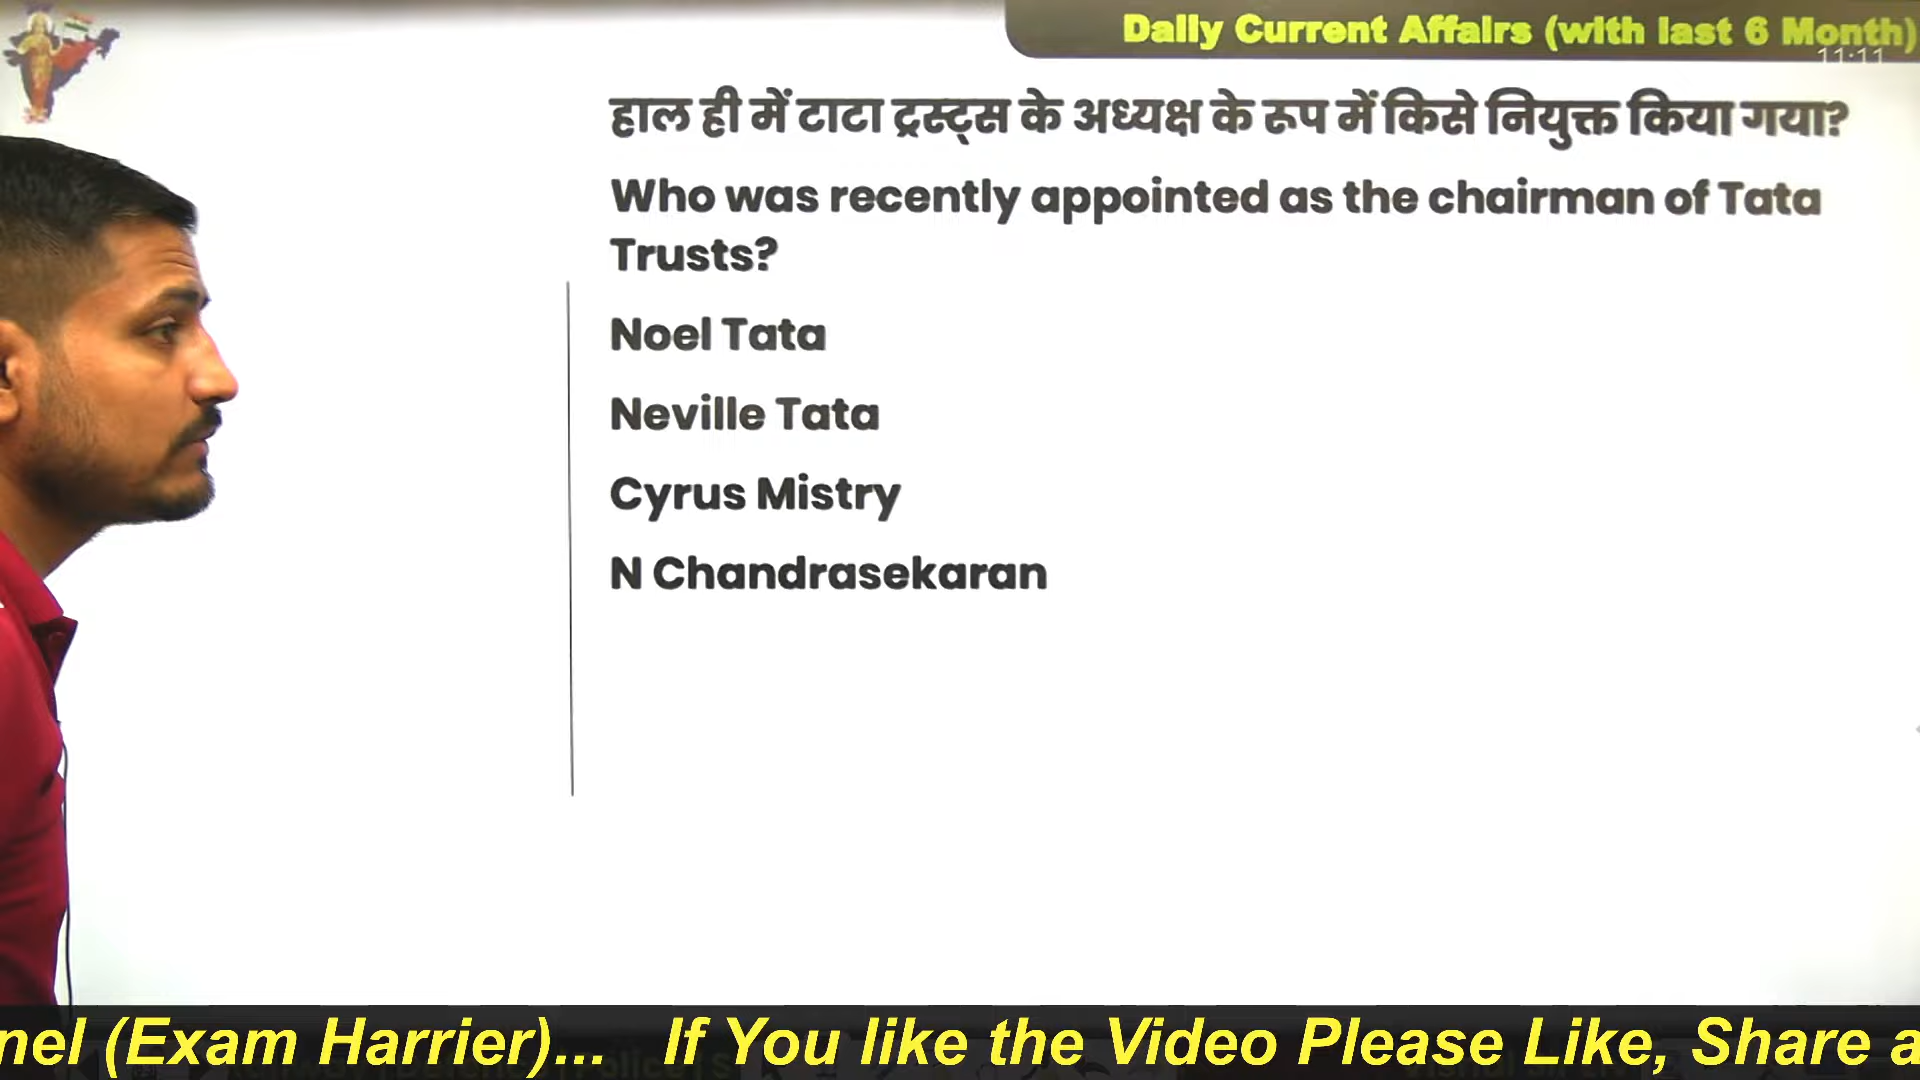 Daily Current Affairs (with last 6 Month)
11:11
हाल ही में टाटा ट्रस्ट्स के अध्यक्ष के रूप में किसे नियुक्त किया गया?
Who was recently appointed as the chairman of Tata
Trusts?
Noel Tata
Neville Tata
Cyrus Mistry
N Chandrasekaran
nel (Exam Harrier)... If You like the Video Please Like, Share a